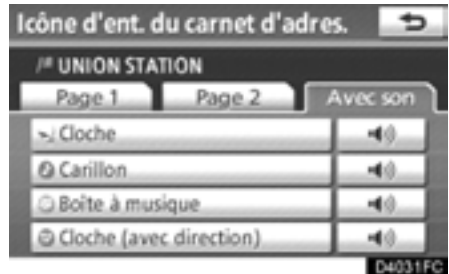 Icône d'ent. du carnet d'adres.
UNION STATION
Page 1 Page 2 Avec son
Cloche
Carillon
Boîte à musique
Cloche (avec direction)
D4031FC